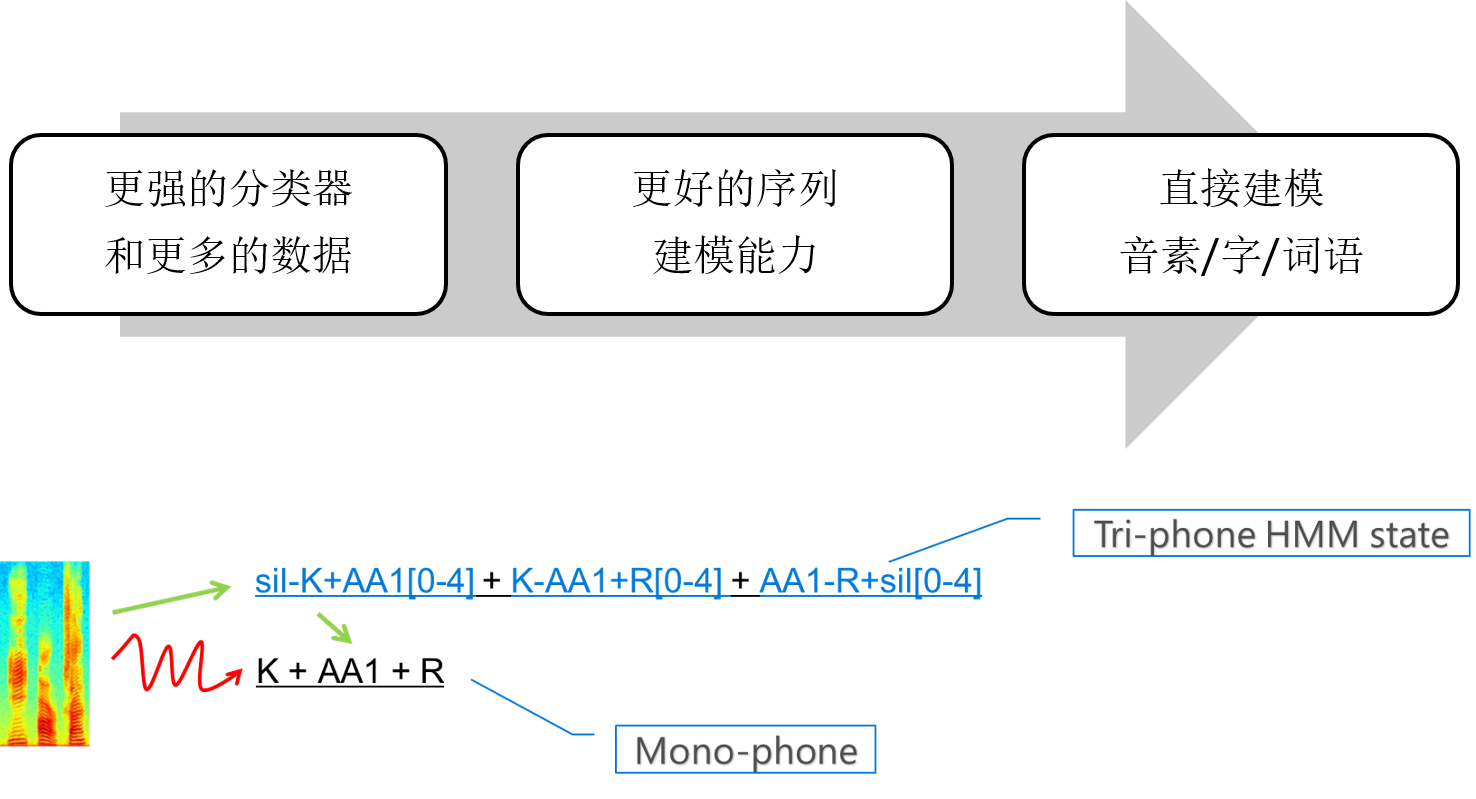 更强的分类器
和更多的数据
更好的序列
建模能力
直接建模
音素/字/词语
Tri-phone HMM state
sil-K+AA1[0-4] + K-AA1+R[0-4] + AA1-R+sil[0-4]
K + AA1 + R
Mono-phone